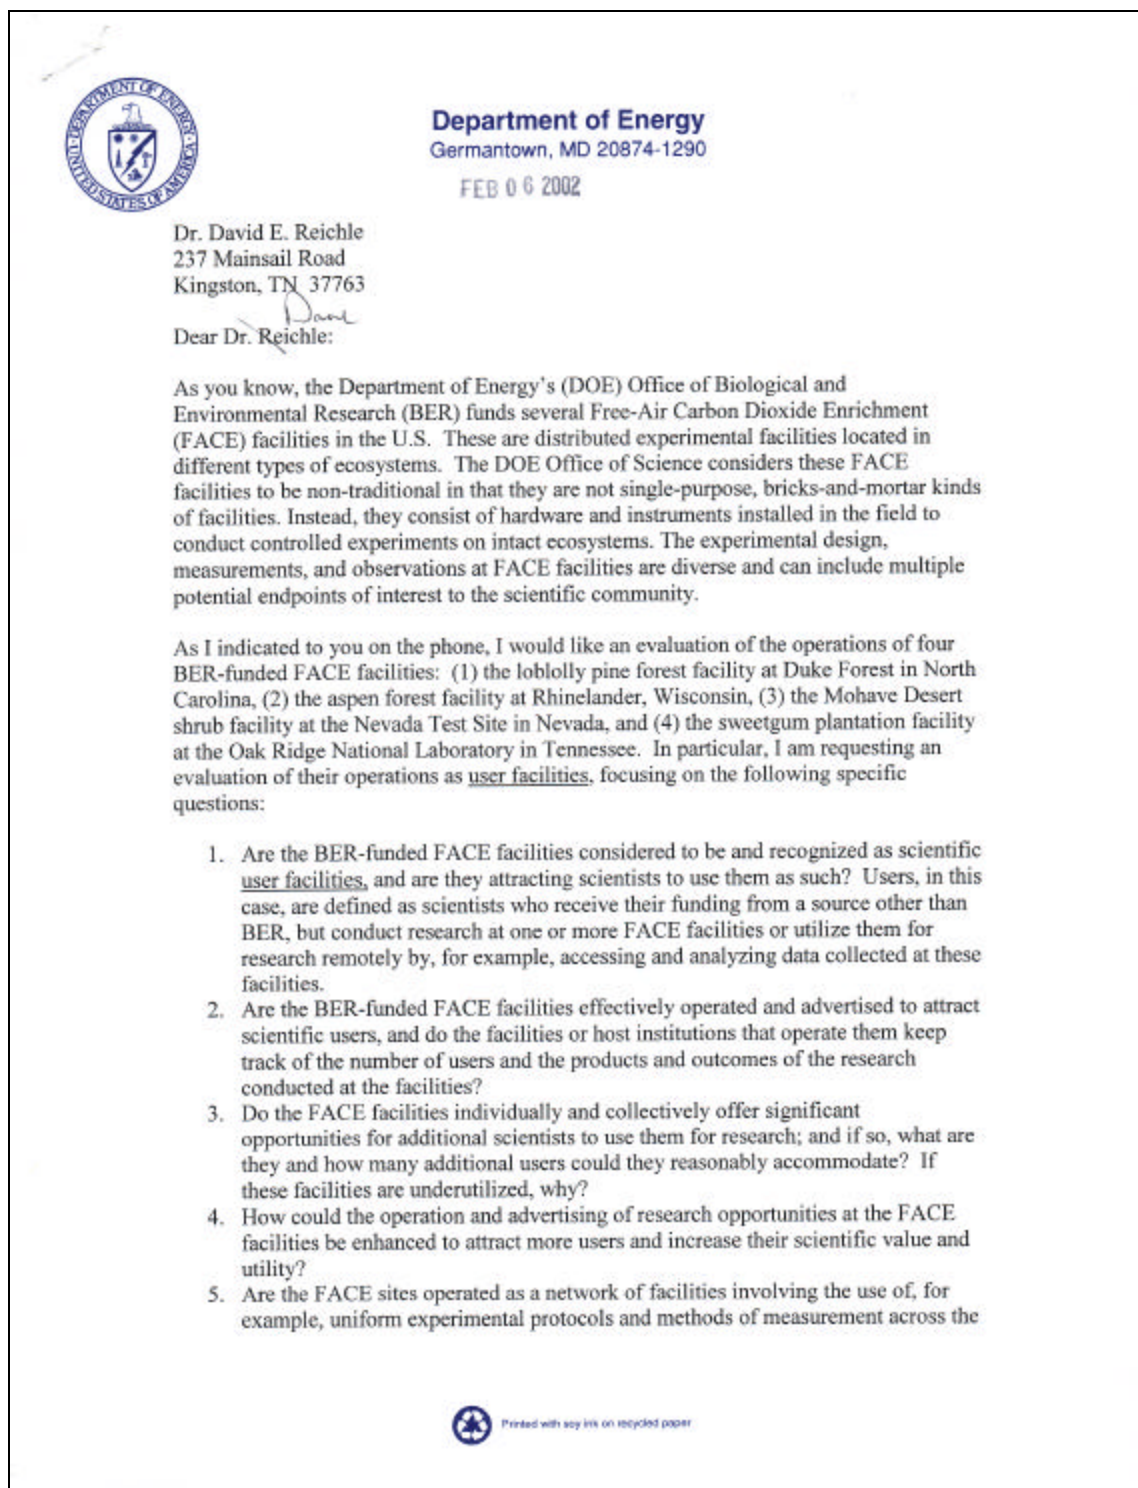 DEPARTMENT OF ENERGY
UNITED STATES OF AMERICA
Department of Energy
Germantown, MD 20874-1290
FEB 06 2002
Dr. David E. Reichle
237 Mainsail Road
Kingston, TN 37763
Dave
Dear Dr. Reichle:
As you know, the Department of Energy's (DOE) Office of Biological and
Environmental Research (BER) funds several Free-Air Carbon Dioxide Enrichment
(FACE) facilities in the U.S. These are distributed experimental facilities located in
different types of ecosystems. The DOE Office of Science considers these FACE
facilities to be non-traditional in that they are not single-purpose, bricks-and-mortar kinds
of facilities. Instead, they consist of hardware and instruments installed in the field to
conduct controlled experiments on intact ecosystems. The experimental design,
measurements, and observations at FACE facilities are diverse and can include multiple
potential endpoints of interest to the scientific community.
As I indicated to you on the phone, I would like an evaluation of the operations of four
BER-funded FACE facilities: (1) the loblolly pine forest facility at Duke Forest in North
Carolina, (2) the aspen forest facility at Rhinelander, Wisconsin, (3) the Mohave Desert
shrub facility at the Nevada Test Site in Nevada, and (4) the sweetgum plantation facility
at the Oak Ridge National Laboratory in Tennessee. In particular, I am requesting an
evaluation of their operations as user facilities, focusing on the following specific
questions:
1. Are the BER-funded FACE facilities considered to be and recognized as scientific
user facilities, and are they attracting scientists to use them as such? Users, in this
case, are defined as scientists who receive their funding from a source other than
BER, but conduct research at one or more FACE facilities or utilize them for
research remotely by, for example, accessing and analyzing data collected at these
facilities.
2. Are the BER-funded FACE facilities effectively operated and advertised to attract
scientific users, and do the facilities or host institutions that operate them keep
track of the number of users and the products and outcomes of the research
conducted at the facilities?
3. Do the FACE facilities individually and collectively offer significant
opportunities for additional scientists to use them for research; and if so, what are
they and how many additional users could they reasonably accommodate? If
these facilities are underutilized, why?
4. How could the operation and advertising of research opportunities at the FACE
facilities be enhanced to attract more users and increase their scientific value and
utility?
5. Are the FACE sites operated as a network of facilities involving the use of, for
example, uniform experimental protocols and methods of measurement across the
Printed with soy ink on recycled paper